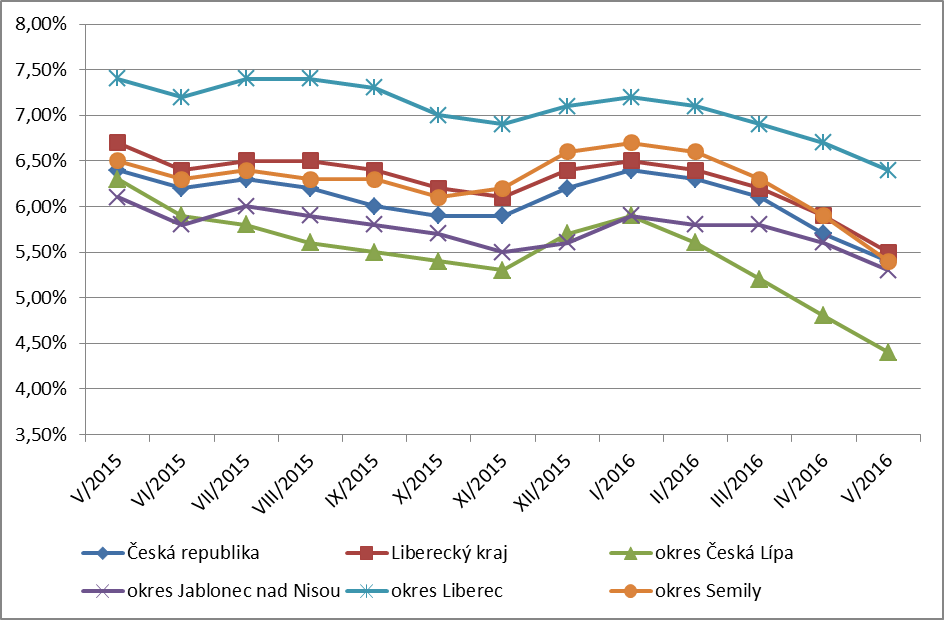 8,00%
7,50%
7,00%
6,50%
6,00%
5,50%
5,00%
4,50%
4,00%
3,50%
V/2015
VI/2015
VII/2015
VIII/2015
IX/2015
X/2015
XI/2015
XII/2015
I/2016
II/2016
III/2016
IV/2016
V/2016
Česká republika
Liberecký kraj
okres Česká Lípa
okres Jablonec nad Nisou
okres Liberec
okres Semily